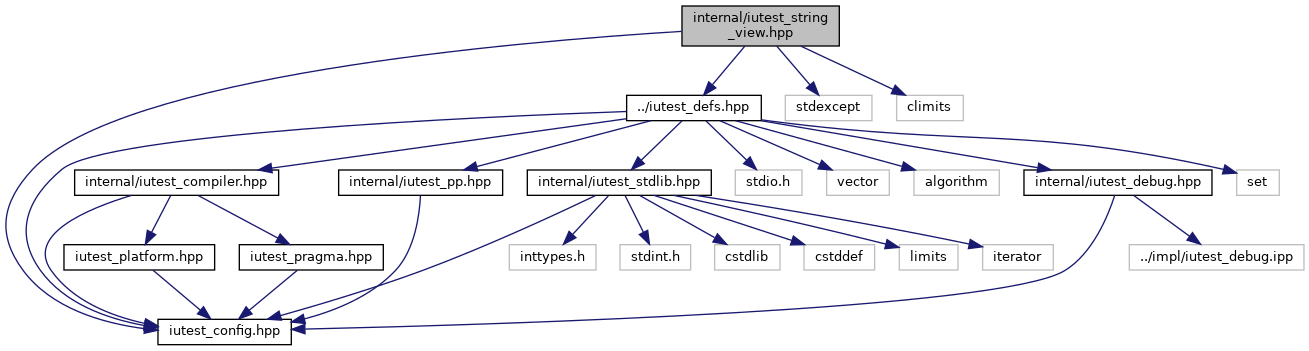 internal/iutest_string
_view.hpp
../iutest_defs.hpp
stdexcept
climits
internal/iutest_compiler.hpp
internal/iutest_pp.hpp
internal/iutest_stdlib.hpp
stdio.h
vector
algorithm
internal/iutest_debug.hpp
set
iutest_platform.hpp
iutest_pragma.hpp
inttypes.h
stdint.h
cstdlib
cstddef
limits
iterator
../impl/iutest_debug.ipp
iutest_config.hpp